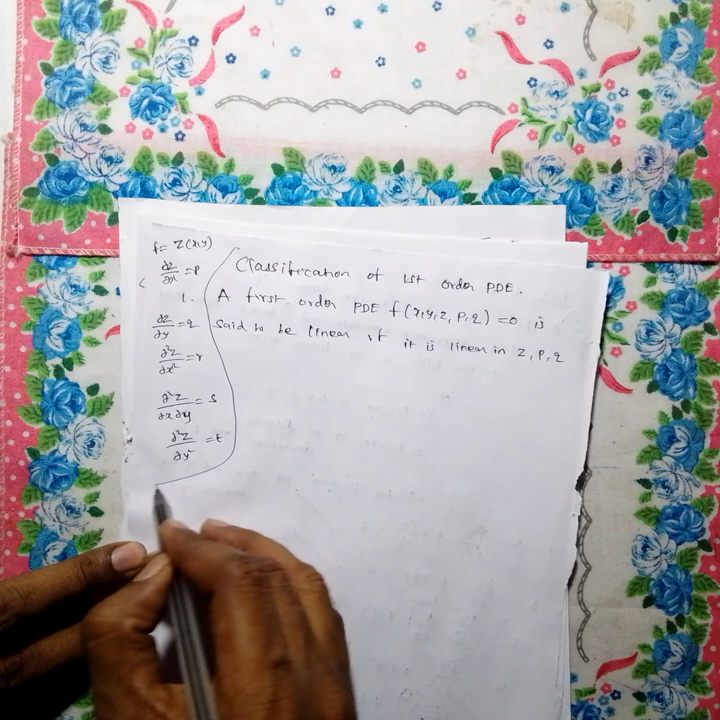 f= Z(x,y)
∂Z/∂x = P
∂Z/∂y = q
∂²Z/∂x² = r
∂²Z/∂x∂y = s
∂²Z/∂y² = t
Classification of 1st order PDE.
1. A first order PDE f(x,y,z,p,q) =0 is
said to be linear if it is linear in z, p, q